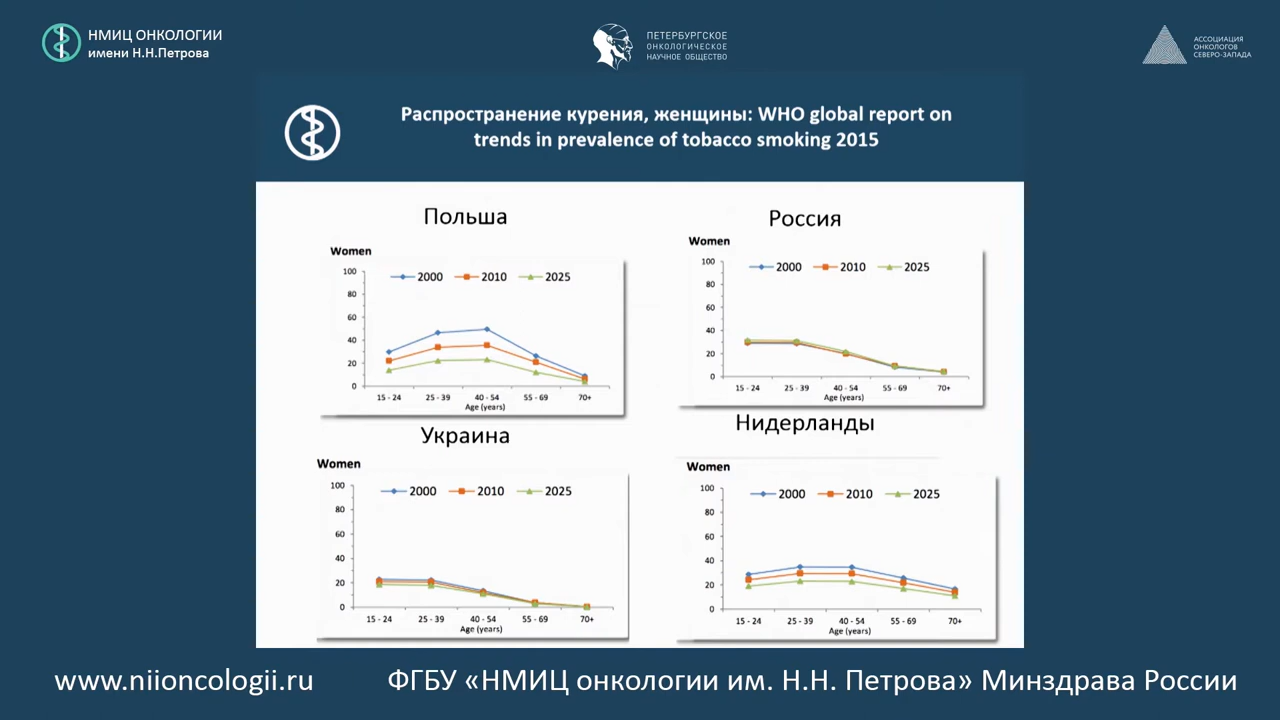 НМИЦ ОНКОЛОГИИ
имени Н.Н.Петрова
ПЕТЕРБУРГСКОЕ
ОНКОЛОГИЧЕСКОЕ
НАУЧНОЕ ОБЩЕСТВО
АССОЦИАЦИЯ
ОНКОЛОГОВ
СЕВЕРО-ЗАПАДА
Распространение курения, женщины: WHO global report on
trends in prevalence of tobacco smoking 2015
Польша
Women
2000 2010 2025
100
80
60
40
20
0
15 - 24 25 - 39 40 - 54 55 - 69 70+
Age (years)
Россия
Women
2000 2010 2025
100
80
60
40
20
0
15 - 24 25 - 39 40 - 54 55 - 69 70+
Age (years)
Украина
Women
2000 2010 2025
100
80
60
40
20
0
15 - 24 25 - 39 40 - 54 55 - 69 70+
Age (years)
Нидерланды
Women
2000 2010 2025
100
80
60
40
20
0
15 - 24 25 - 39 40 - 54 55 - 69 70+
Age (years)
www.niioncologii.ru
ФГБУ «НМИЦ онкологии им. Н.Н. Петрова» Минздрава России